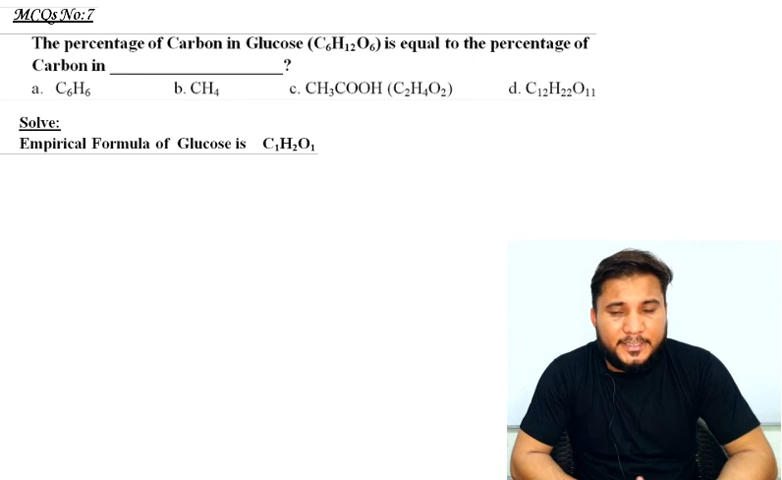 MCQs No:7
The percentage of Carbon in Glucose (C₆H₁₂O₆) is equal to the percentage of
Carbon in ____________________?
a. C₆H₆ b. CH₄ c. CH₃COOH (C₂H₄O₂) d. C₁₂H₂₂O₁₁
Solve:
Empirical Formula of Glucose is C₁H₂O₁